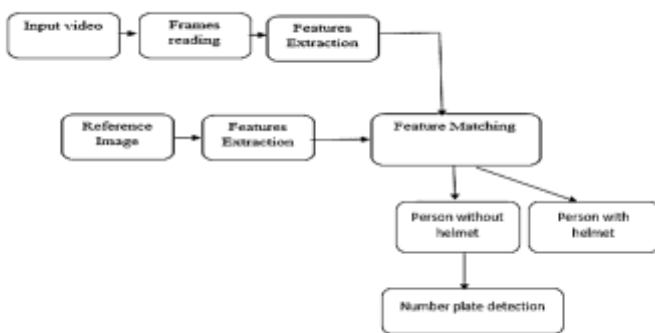 Input video
Frames
reading
Features
Extraction
Reference
Image
Features
Extraction
Feature Matching
Person without
helmet
Person with
helmet
Number plate detection